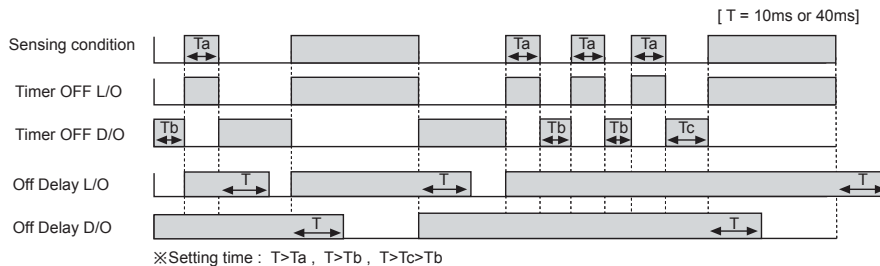 [ T = 10ms or 40ms]
Sensing condition Ta Ta Ta Ta
Timer OFF L/O
Timer OFF D/O Tb Tb Tb Tc
Off Delay L/O T T T
Off Delay D/O T T
※Setting time : T>Ta , T>Tb , T>Tc>Tb